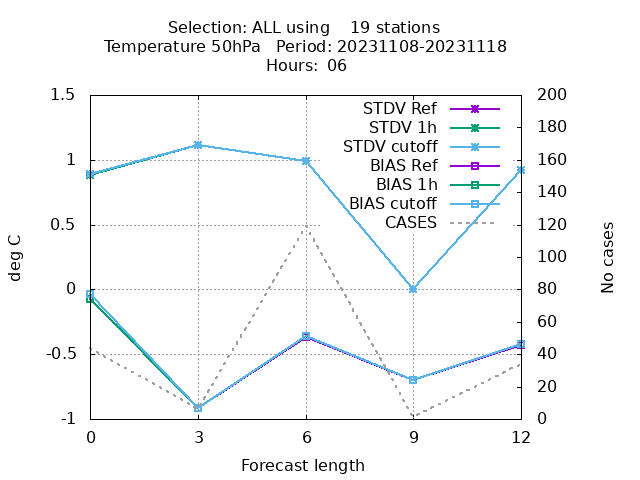 Selection: ALL using    19 stations
Temperature 50hPa   Period: 20231108-20231118
Hours:  06
1.5
1
0.5
0
-0.5
-1
deg C
200
180
160
140
120
100
80
60
40
20
0
No cases
STDV Ref
STDV 1h
STDV cutoff
BIAS Ref
BIAS 1h
BIAS cutoff
CASES
0 3 6 9 12
Forecast length